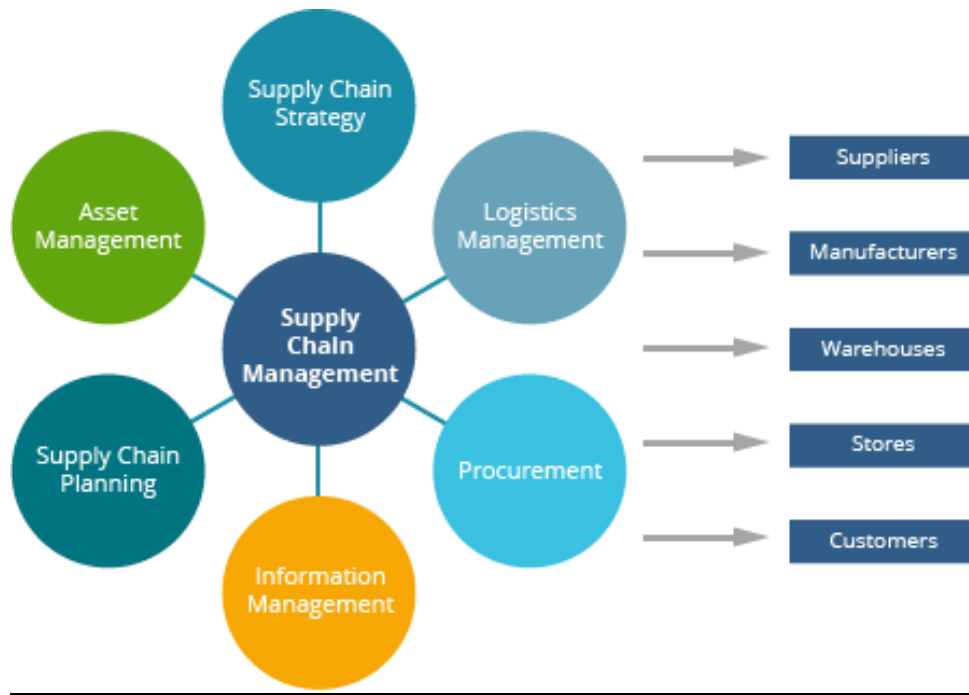 Supply Chain
Strategy
Asset
Management
Logistics
Management
Supply
Chain
Management
Supply Chain
Planning
Procurement
Information
Management
Suppliers
Manufacturers
Warehouses
Stores
Customers